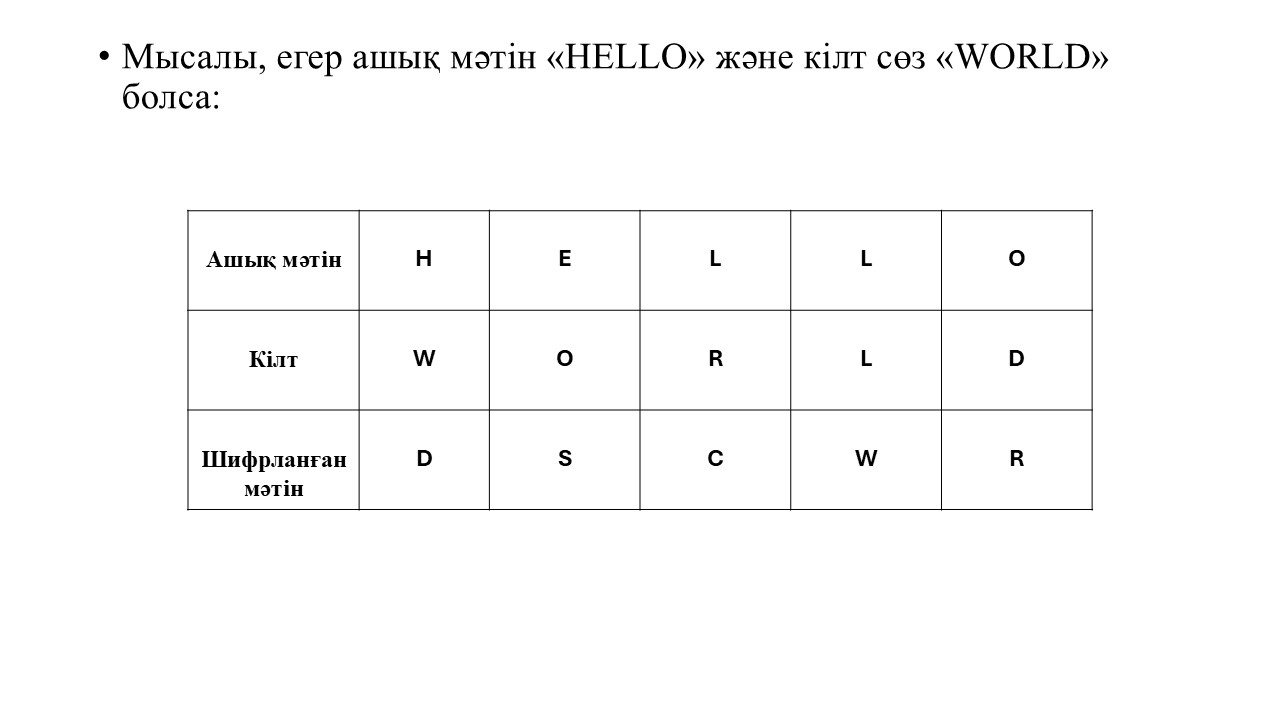 • Мысалы, егер ашық мәтін «HELLO» және кілт сөз «WORLD»
болса:
Ашық мәтін H E L L O
Кілт W O R L D
Шифрланған
мәтін D S C W R